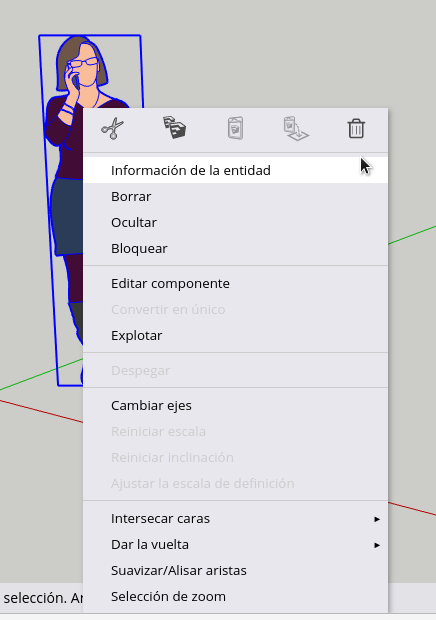 Información de la entidad
Borrar
Ocultar
Bloquear
Editar componente
Convertir en único
Explotar
Despegar
Cambiar ejes
Reiniciar escala
Reiniciar inclinación
Ajustar la escala de definición
Intersecar caras
Dar la vuelta
Suavizar/Alisar aristas
selección. Ar
Selección de zoom